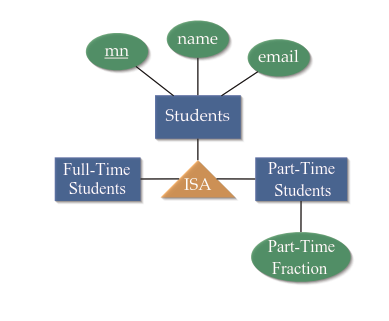 mn
name
email
Students
Full-Time
Students
ISA
Part-Time
Students
Part-Time
Fraction